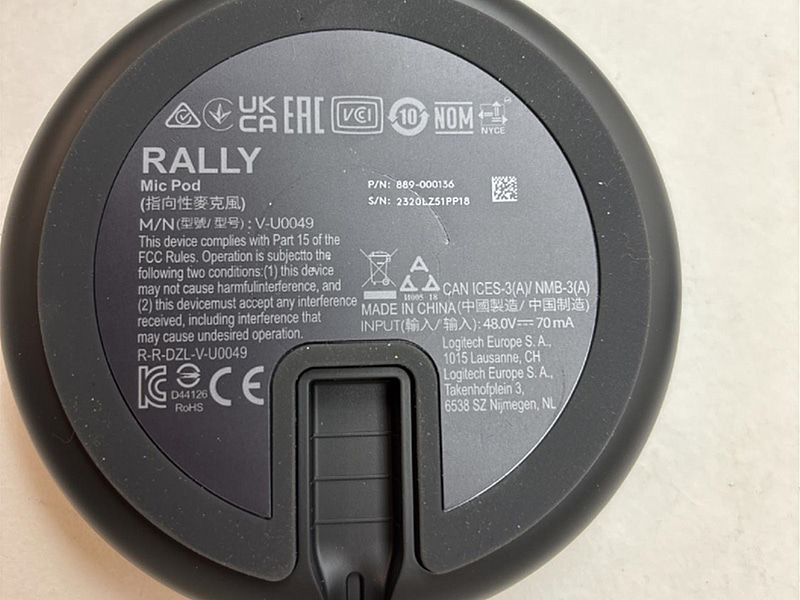 UK
CA EAC VCCI 10 NOM
NYCE
RALLY
Mic Pod
(指向性麥克風)
M/N(型號/ 型号) : V-U0049
This device complies with Part 15 of the
FCC Rules. Operation is subjectto the
following two conditions:(1) this device
may not cause harmfulinterference, and
(2) this devicemust accept any interference
received, including interference that
may cause undesired operation.
R-R-DZL-V-U0049
D44126
RoHS
CE
P/N: 889-000136
S/N: 2320LZ51PP18
CAN ICES-3(A)/ NMB-3(A)
MADE IN CHINA(中國製造/ 中国制造)
INPUT(輸入/ 输入): 48.0V⎓70mA
Logitech Europe S. A.,
1015 Lausanne, CH
Logitech Europe S. A.,
Takenhofplein 3,
6538 SZ Nijmegen, NL